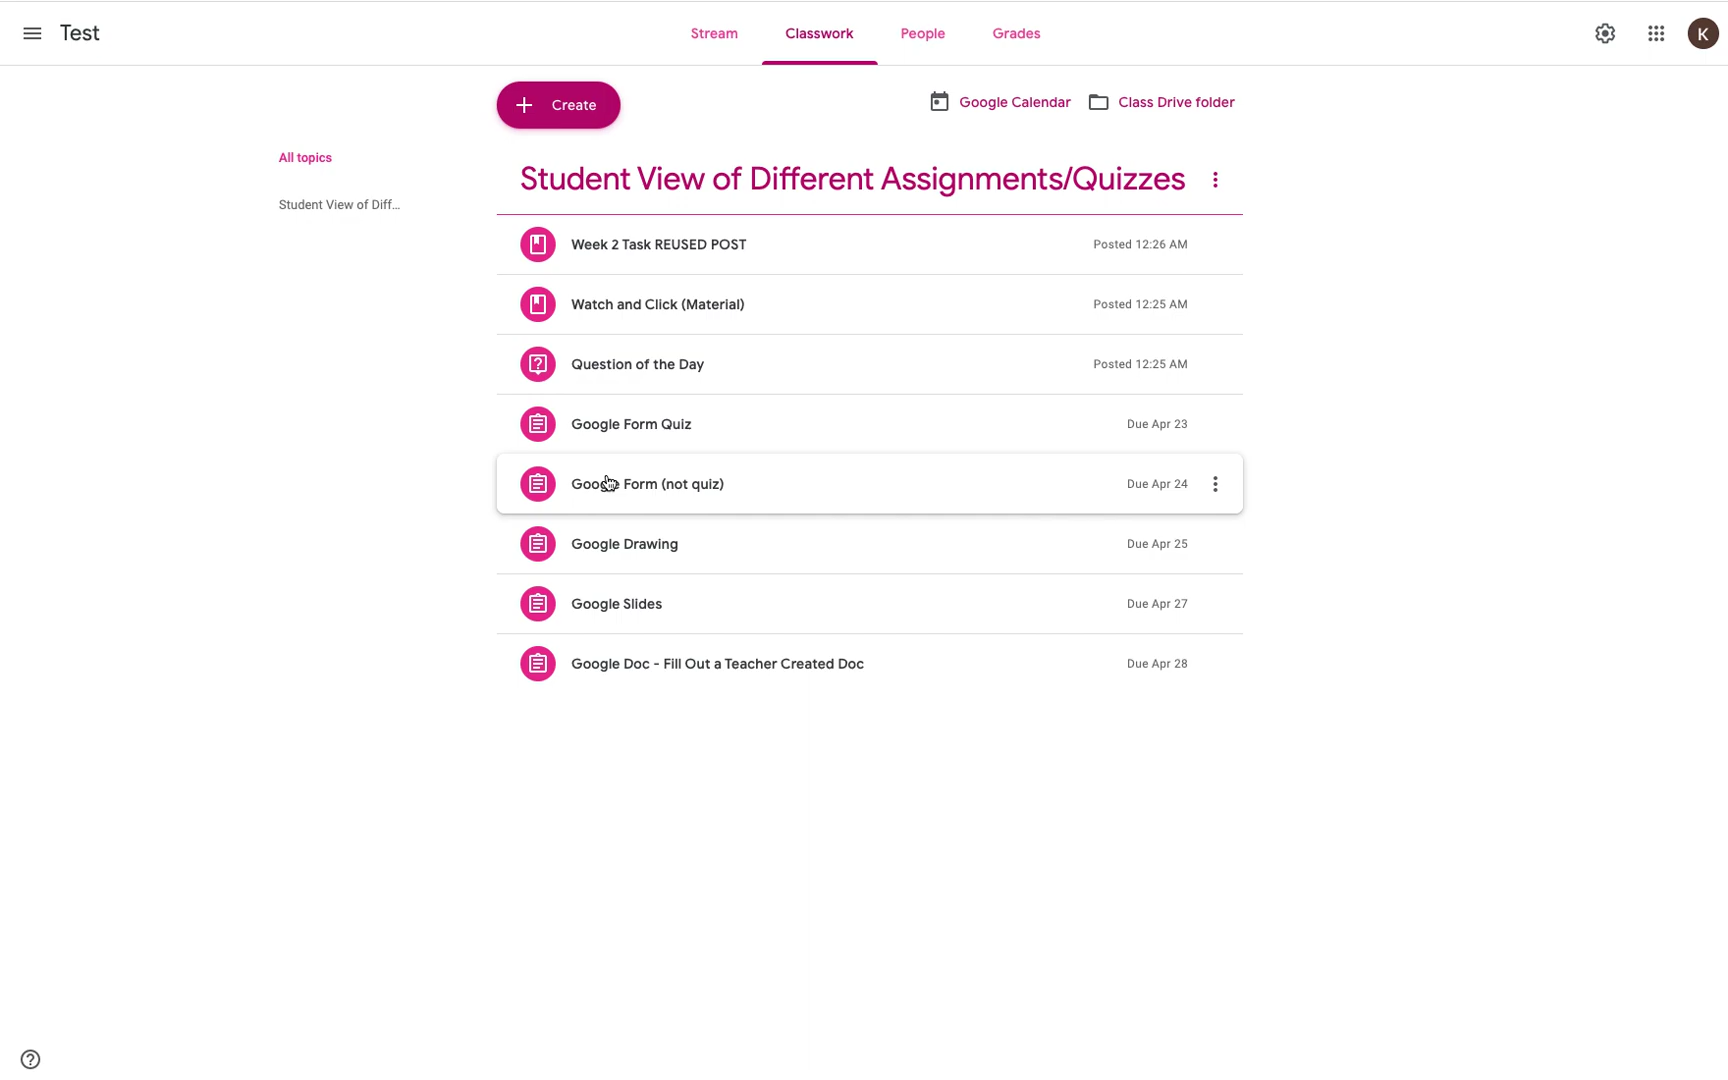 Test
Stream Classwork People Grades
K
Create
Google Calendar Class Drive folder
All topics
Student View of Diff...
Student View of Different Assignments/Quizzes
Week 2 Task REUSED POST Posted 12:26 AM
Watch and Click (Material) Posted 12:25 AM
Question of the Day Posted 12:25 AM
Google Form Quiz Due Apr 23
Google Form (not quiz) Due Apr 24
Google Drawing Due Apr 25
Google Slides Due Apr 27
Google Doc - Fill Out a Teacher Created Doc Due Apr 28